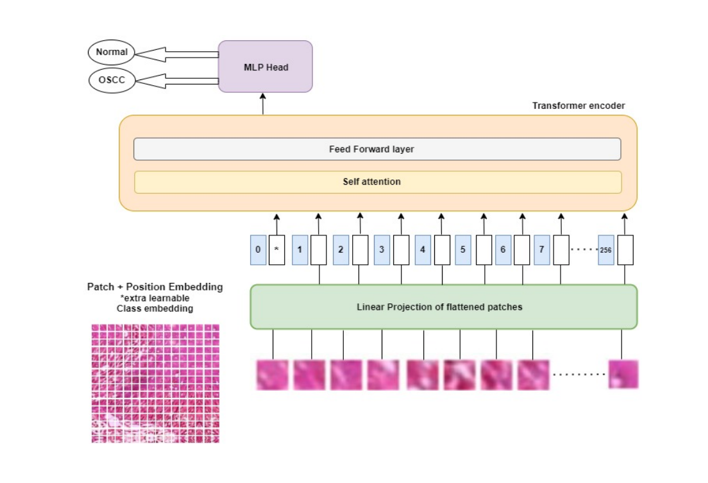 Normal
OSCC
MLP Head
Transformer encoder
Feed Forward layer
Self attention
0 * 1 2 3 4 5 6 7 ...... 256
Patch + Position Embedding
*extra learnable
Class embedding
Linear Projection of flattened patches